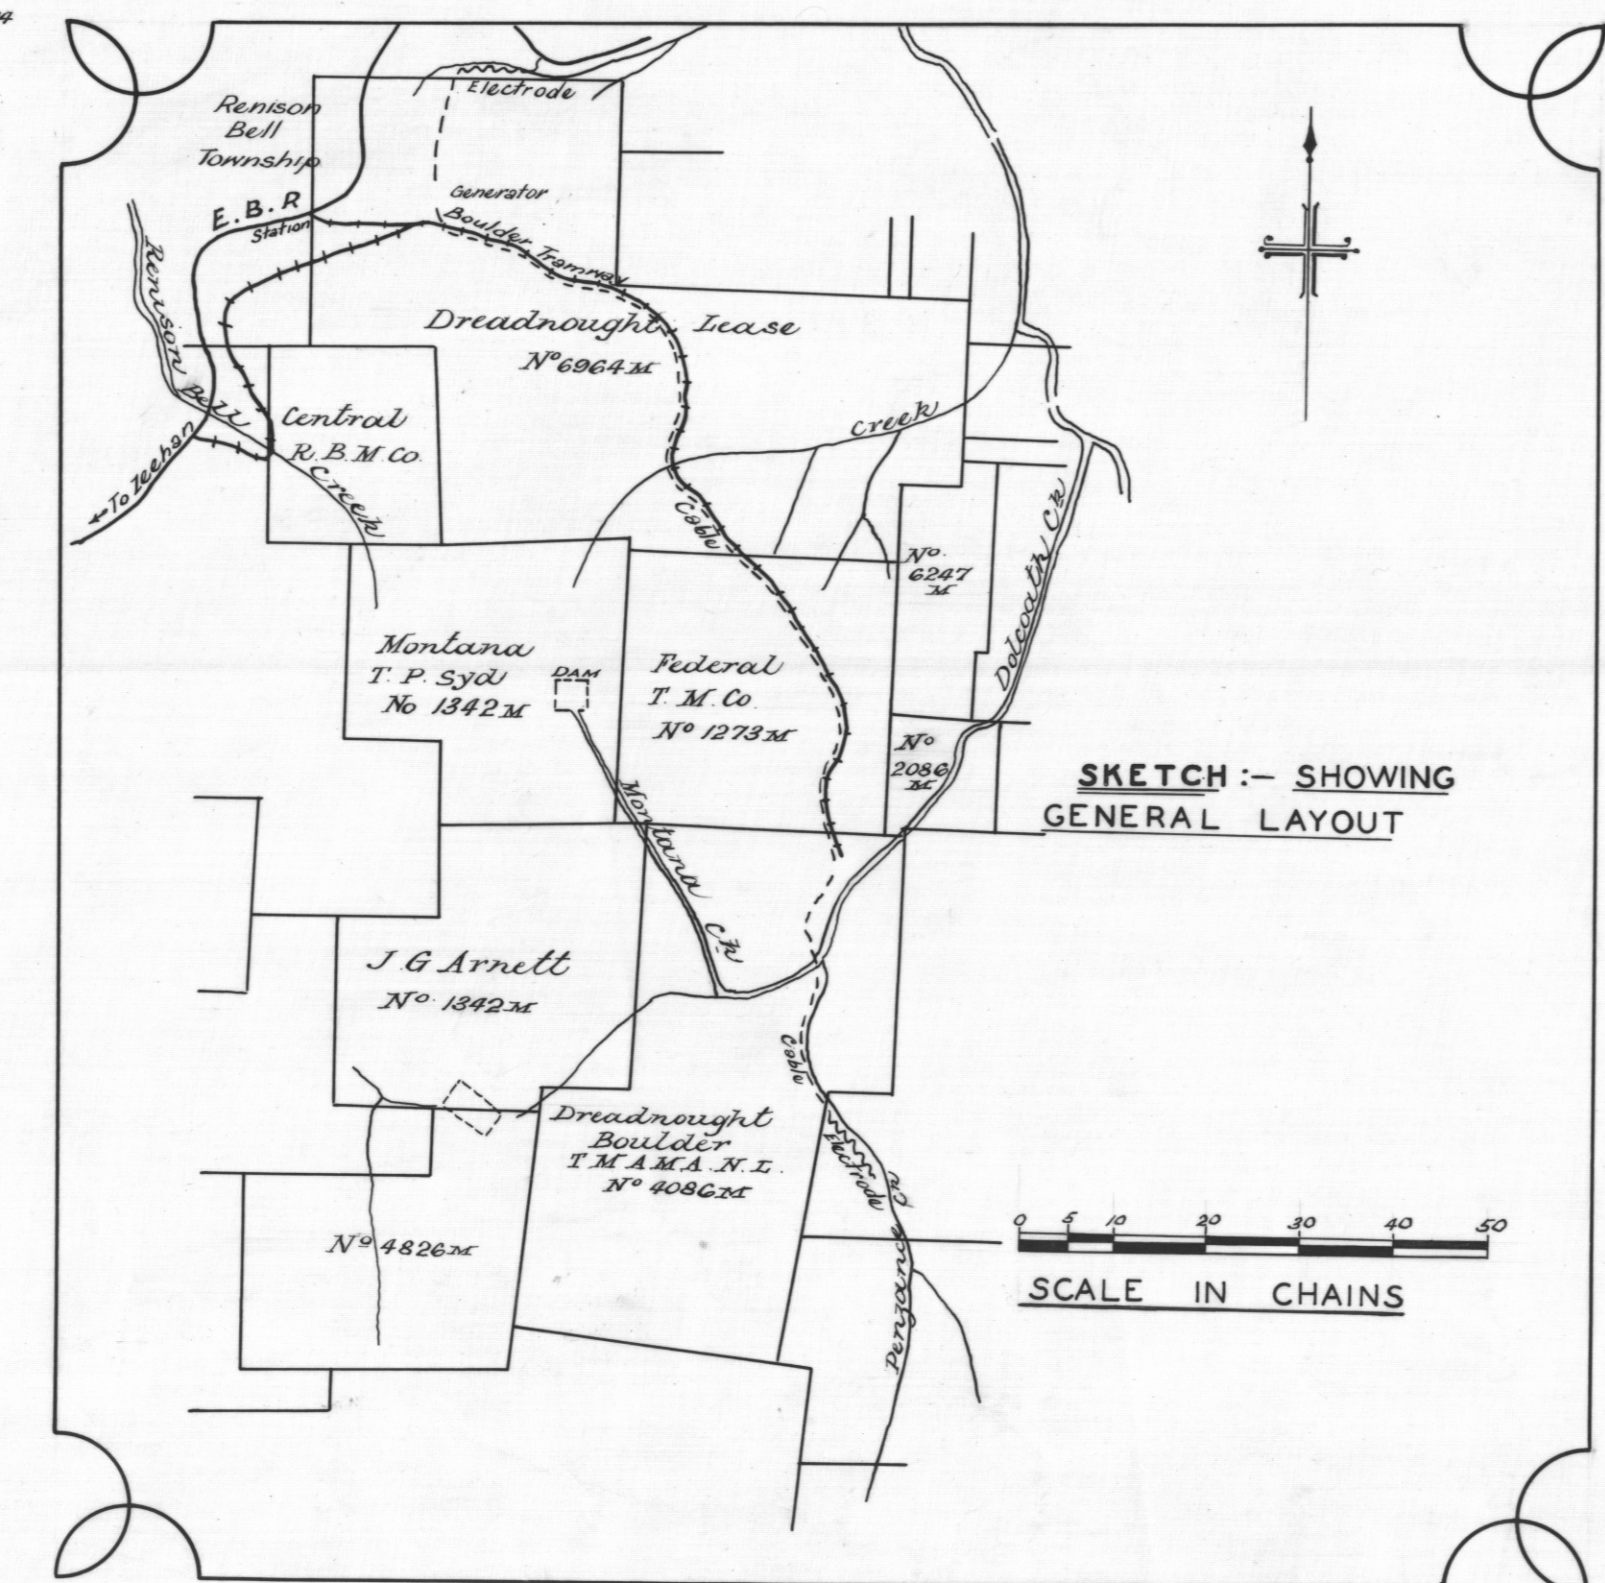 4
Electrode
Renison
Bell
Township
E. B. R
Station
Generator
Boulder Tramway
Renison Bell Creek
Dreadnought Lease
Nº 6964 M
Central
R. B. M. Co.
←To Zeehan
Creek
Cable
Nº.
6247
M
Dolcoath Ck
Montana
T. P. Syd
No 1342 M
DAM
Federal
T. M. Co.
Nº 1273 M
Nº
2086
M
SKETCH :– SHOWING
GENERAL LAYOUT
Montana Ck
J. G Arnett
Nº. 1342 M
Cable
Dreadnought
Boulder
T M A M A. N. L.
Nº 4086 M
Electrode
Penzance Ck
Nº 4826 M
0 5 10 20 30 40 50
SCALE IN CHAINS